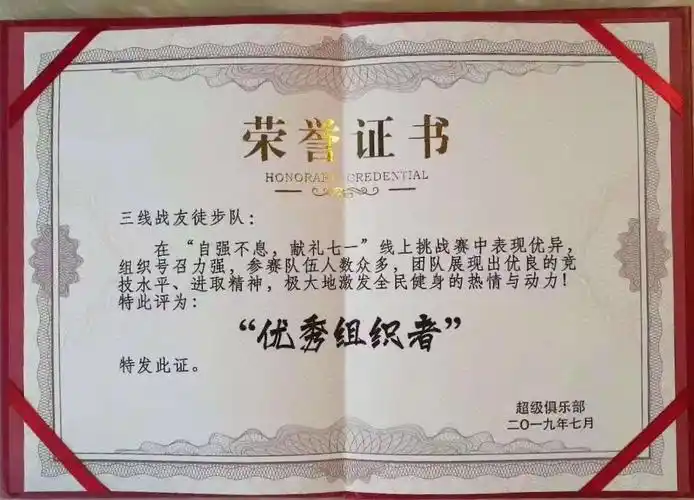 荣誉证书
HONORARY CREDENTIAL
三线战友徒步队：
在“自强不息，献礼七一”线上挑战赛中表现优异，
组织号召力强，参赛队伍人数众多，团队展现出优良的竞
技水平、进取精神，极大地激发全民健身的热情与动力！
特此评为：
“优秀组织者”
特发此证。
超级俱乐部
二〇一九年七月